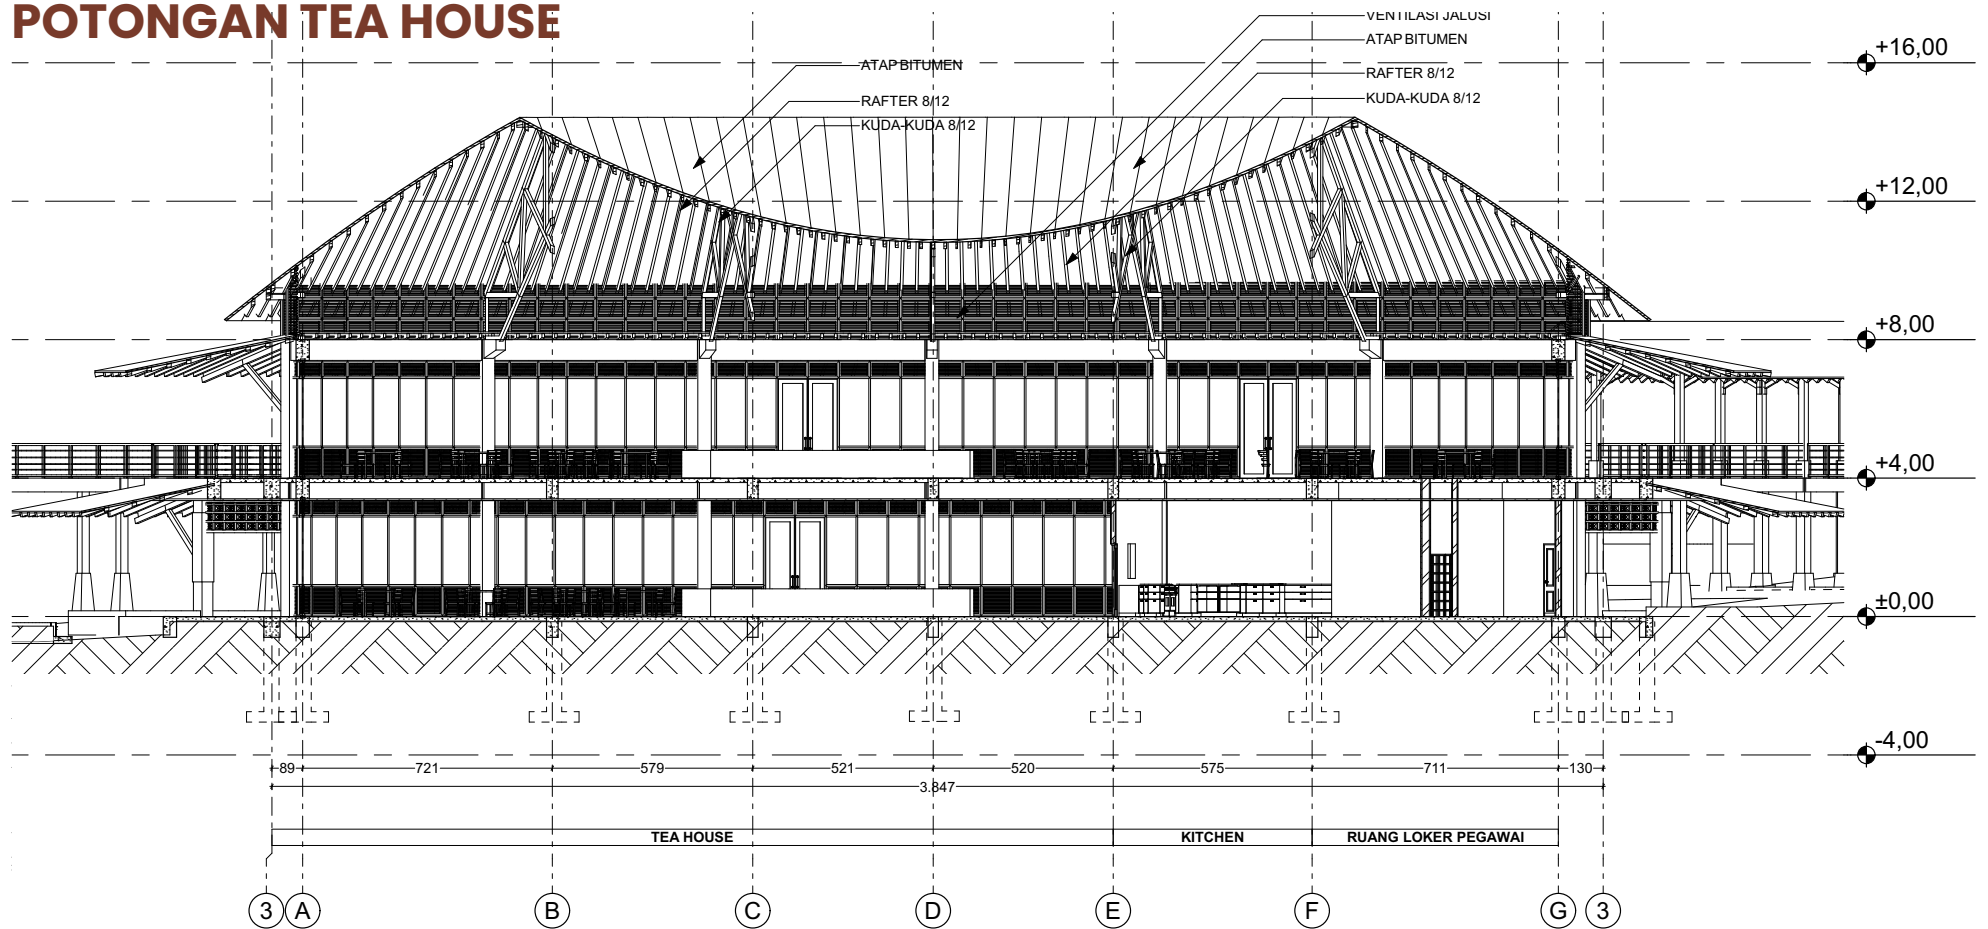 POTONGAN TEA HOUSE
VENTILASI JALUSI
ATAP BITUMEN
RAFTER 8/12
KUDA-KUDA 8/12
ATAP BITUMEN
RAFTER 8/12
KUDA-KUDA 8/12
+16,00
+12,00
+8,00
+4,00
±0,00
-4,00
89 721 579 521 520 575 711 130
3.847
TEA HOUSE KITCHEN RUANG LOKER PEGAWAI
3 A B C D E F G 3